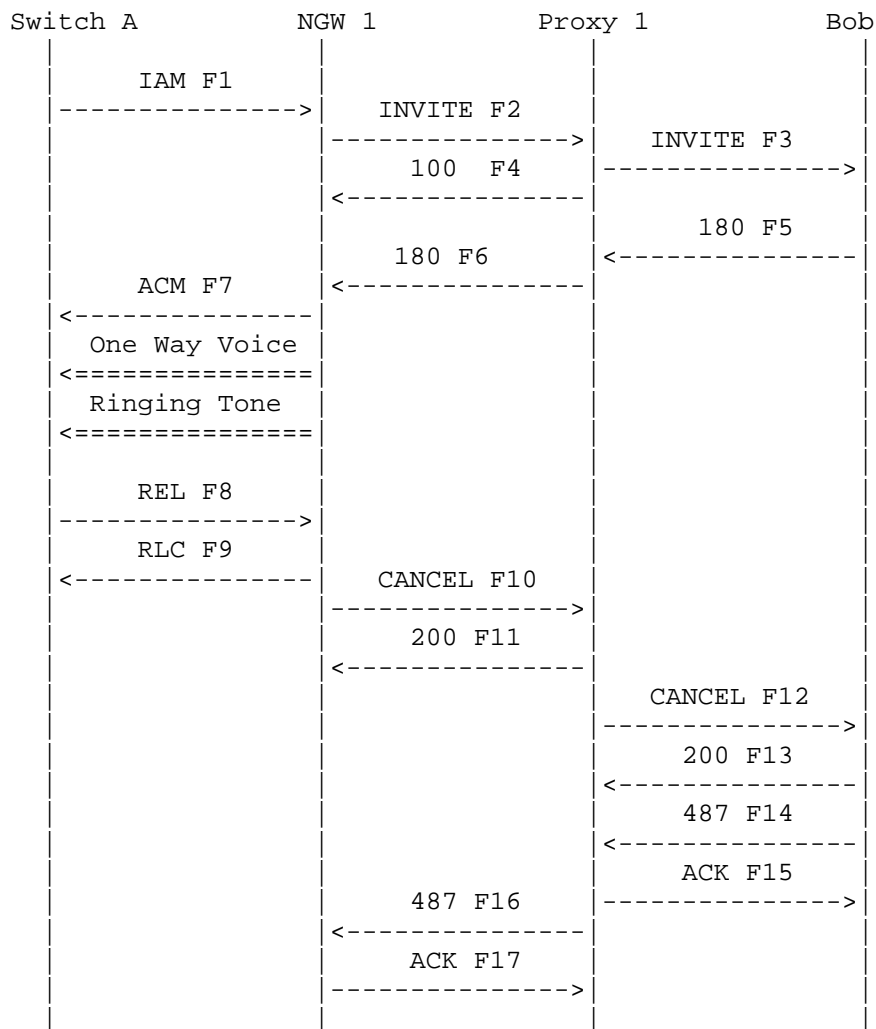 Switch A NGW 1 Proxy 1 Bob
IAM F1
INVITE F2
INVITE F3
100 F4
180 F5
180 F6
ACM F7
One Way Voice
Ringing Tone
REL F8
RLC F9
CANCEL F10
200 F11
CANCEL F12
200 F13
487 F14
ACK F15
487 F16
ACK F17